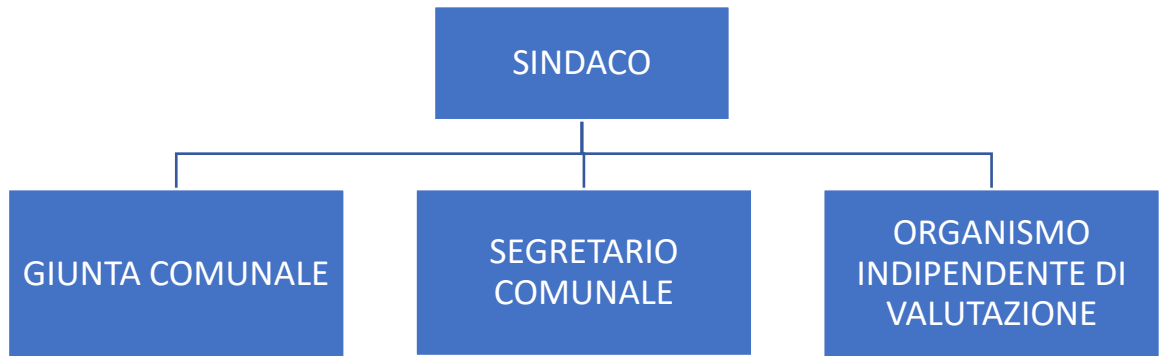 SINDACO
GIUNTA COMUNALE
SEGRETARIO
COMUNALE
ORGANISMO
INDIPENDENTE DI
VALUTAZIONE